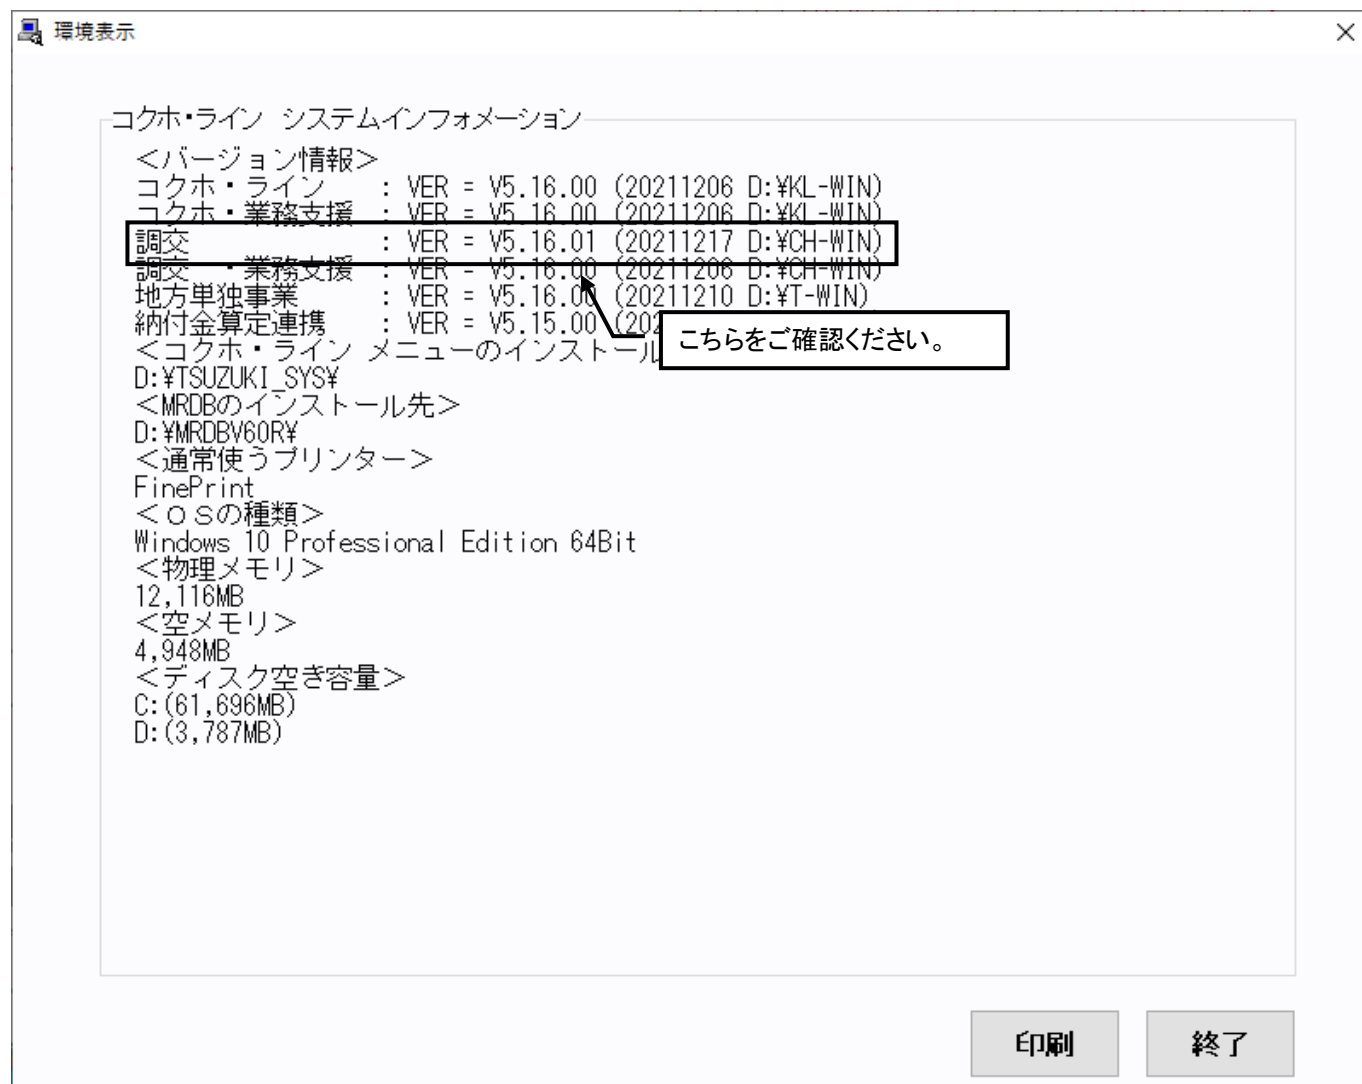 環境表示
コクホ・ライン システムインフォメーション
<バージョン情報>
コクホ・ライン : VER = V5.16.00 (20211206 D:¥KL-WIN)
コクホ・業務支援 : VER = V5.16.00 (20211206 D:¥KL-WIN)
調交 : VER = V5.16.01 (20211217 D:¥CH-WIN)
調交 ・業務支援 : VER = V5.16.00 (20211206 D:¥CH-WIN)
地方単独事業 : VER = V5.16.00 (20211210 D:¥T-WIN)
納付金算定連携 : VER = V5.15.00 (202
こちらをご確認ください。
<コクホ・ライン メニューのインストール
D:¥TSUZUKI_SYS¥
<MRDBのインストール先>
D:¥MRDBV60R¥
<通常使うプリンター>
FinePrint
<OSの種類>
Windows 10 Professional Edition 64Bit
<物理メモリ>
12,116MB
<空メモリ>
4,948MB
<ディスク空き容量>
C:(61,696MB)
D:(3,787MB)
印刷
終了